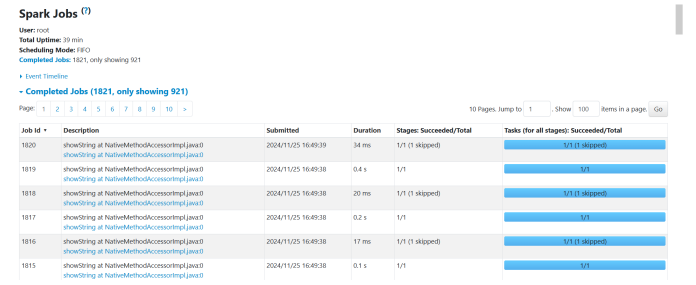 Spark Jobs (?)
User: root
Total Uptime: 39 min
Scheduling Mode: FIFO
Completed Jobs: 1821, only showing 921
Event Timeline
Completed Jobs (1821, only showing 921)
Page: 1 2 3 4 5 6 7 8 9 10 > 10 Pages. Jump to 1 . Show 100 items in a page. Go
Job Id ▾ Description Submitted Duration Stages: Succeeded/Total Tasks (for all stages): Succeeded/Total
1820 showString at NativeMethodAccessorImpl.java:0 2024/11/25 16:49:39 34 ms 1/1 (1 skipped) 1/1 (1 skipped)
showString at NativeMethodAccessorImpl.java:0
1819 showString at NativeMethodAccessorImpl.java:0 2024/11/25 16:49:38 0.4 s 1/1 1/1
showString at NativeMethodAccessorImpl.java:0
1818 showString at NativeMethodAccessorImpl.java:0 2024/11/25 16:49:38 20 ms 1/1 (1 skipped) 1/1 (1 skipped)
showString at NativeMethodAccessorImpl.java:0
1817 showString at NativeMethodAccessorImpl.java:0 2024/11/25 16:49:38 0.2 s 1/1 1/1
showString at NativeMethodAccessorImpl.java:0
1816 showString at NativeMethodAccessorImpl.java:0 2024/11/25 16:49:38 17 ms 1/1 (1 skipped) 1/1 (1 skipped)
showString at NativeMethodAccessorImpl.java:0
1815 showString at NativeMethodAccessorImpl.java:0 2024/11/25 16:49:38 0.1 s 1/1 1/1
showString at NativeMethodAccessorImpl.java:0